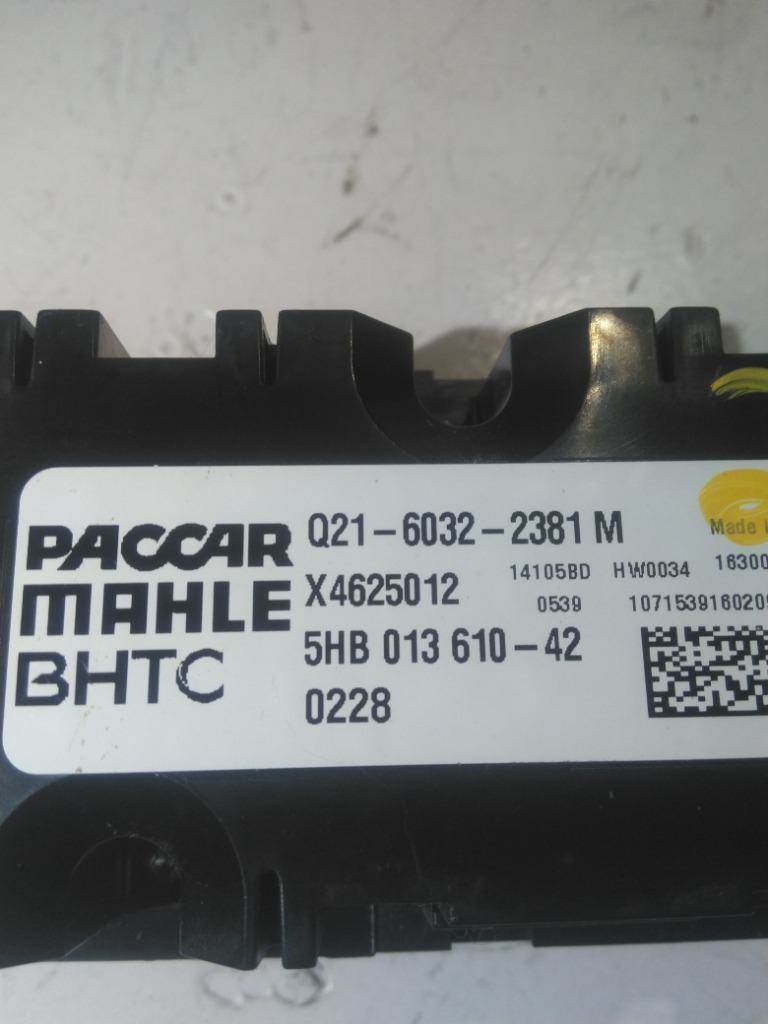 PACCAR Q21-6032-2381 M Made
MAHLE X4625012 14105BD HW0034
0539
BHTC 5HB 013 610-42
0228